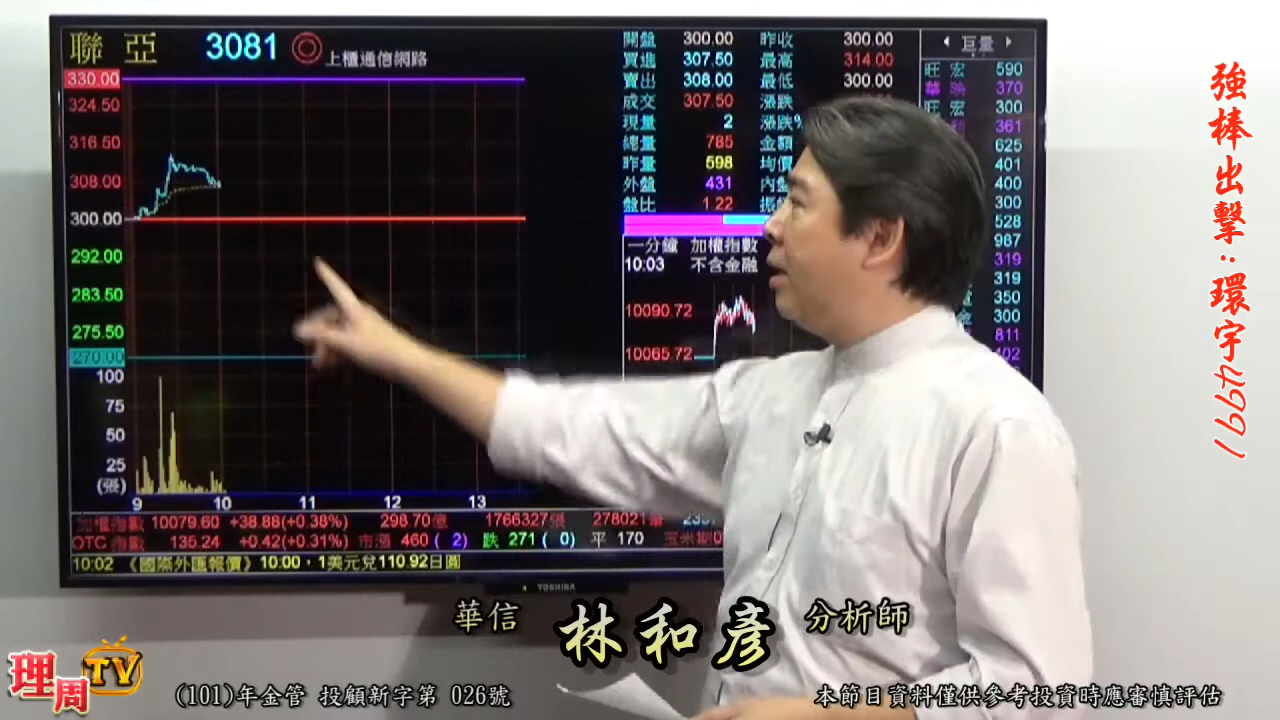 聯亞 3081 上櫃通信網路
330.00
324.50
316.50
308.00
300.00
292.00
283.50
275.50
270.00
100
75
50
25
(張)
9 10 11 12 13
開盤 300.00 昨收 300.00
買進 307.50 最高 314.00
賣出 308.00 最低 300.00
成交 307.50 漲跌
現量 2 漲跌%
總量 785 金額
昨量 598 均價
外盤 431 內盤
盤比 1.22
一分鐘 加權指數
10:03 不含金融
10090.72
10065.72
巨量
旺宏 590
華映 370
旺宏 300
361
625
401
400
300
528
987
319
319
350
300
811
402
加權指數 10079.60 +38.88(+0.38%) 298.70億 1766327張 278021筆
OTC指數 135.24 +0.42(+0.31%) 市漲 460 ( 2) 跌 271 ( 0) 平 170
10:02 《國際外匯報價》10:00，1美元兌110.92日圓
TOSHIBA
強棒出擊:環宇4991
華信 林和彥 分析師
理周TV
(101)年金管 投顧新字第 026號
本節目資料僅供參考投資時應審慎評估